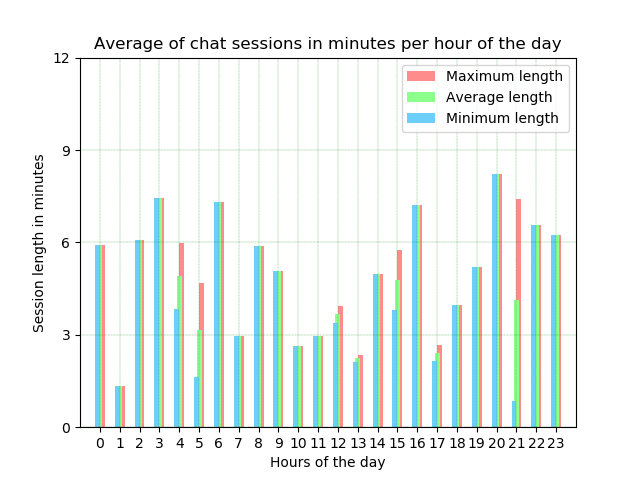 Average of chat sessions in minutes per hour of the day
Maximum length
Average length
Minimum length
Session length in minutes
12
9
6
3
0
0 1 2 3 4 5 6 7 8 9 10 11 12 13 14 15 16 17 18 19 20 21 22 23
Hours of the day